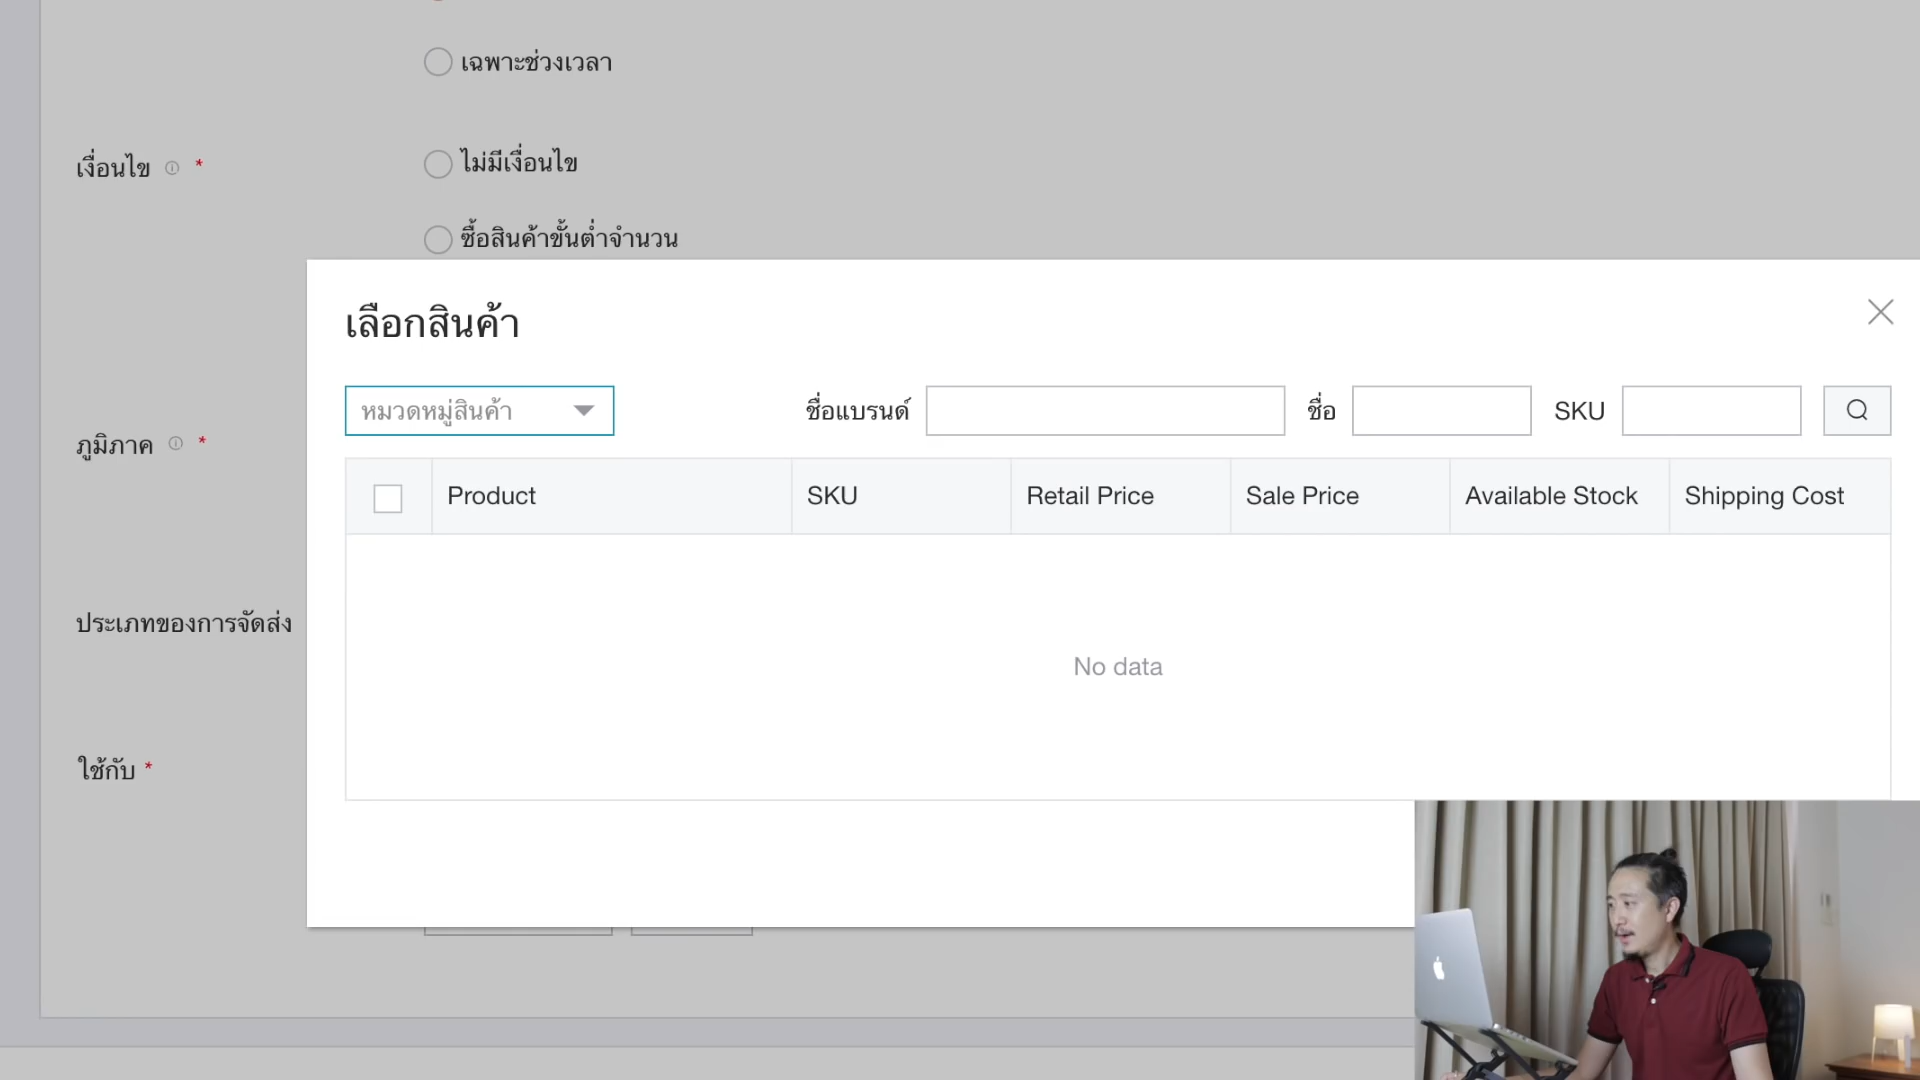 เฉพาะช่วงเวลา
เงื่อนไข *
ไม่มีเงื่อนไข
ซื้อสินค้าขั้นต่ำจำนวน
เลือกสินค้า
หมวดหมู่สินค้า ชื่อแบรนด์ ชื่อ SKU
ภูมิภาค *
Product SKU Retail Price Sale Price Available Stock Shipping Cost
ประเภทของการจัดส่ง
No data
ใช้กับ *